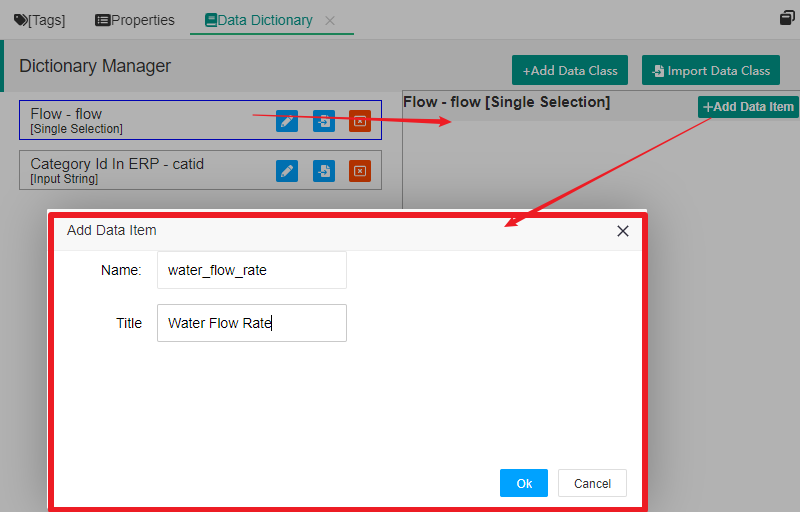 [Tags] Properties Data Dictionary
Dictionary Manager
+Add Data Class Import Data Class
Flow - flow
[Single Selection]
Category Id In ERP - catid
[Input String]
Flow - flow [Single Selection]
+Add Data Item
Add Data Item
Name: water_flow_rate
Title Water Flow Rate
Ok Cancel